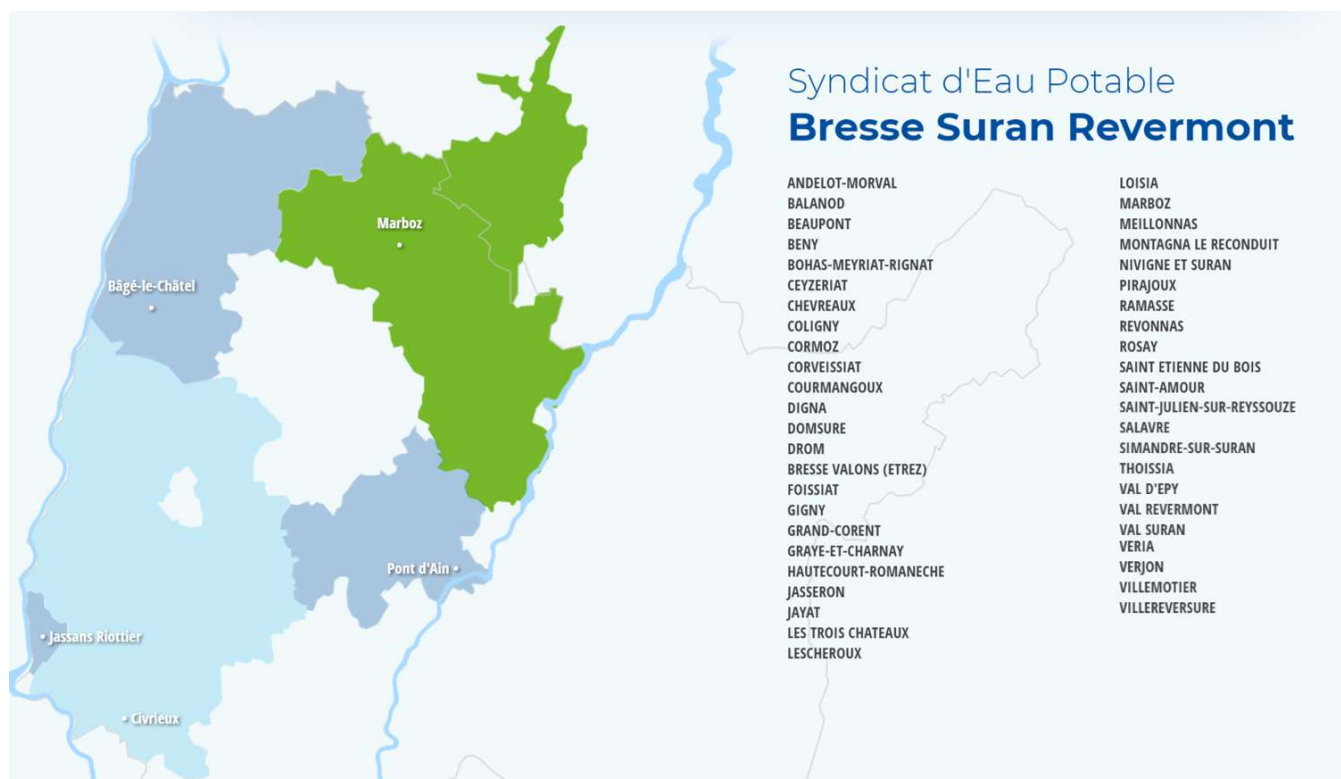 Syndicat d'Eau Potable
Bresse Suran Revermont
ANDELOT-MORVAL
BALANOD
BEAUPONT
BENY
BOHAS-MEYRIAT-RIGNAT
CEYZERIAT
CHEVREAUX
COLIGNY
CORMOZ
CORVEISSIAT
COURMANGOUX
DIGNA
DOMSURE
DROM
BRESSE VALONS (ETREZ)
FOISSIAT
GIGNY
GRAND-CORENT
GRAYE-ET-CHARNAY
HAUTECOURT-ROMANECHE
JASSERON
JAYAT
LES TROIS CHATEAUX
LESCHEROUX
LOISIA
MARBOZ
MEILLONNAS
MONTAGNA LE RECONDUIT
NIVIGNE ET SURAN
PIRAJOUX
RAMASSE
REVONNAS
ROSAY
SAINT ETIENNE DU BOIS
SAINT-AMOUR
SAINT-JULIEN-SUR-REYSSOUZE
SALAVRE
SIMANDRE-SUR-SURAN
THOISSIA
VAL D'EPY
VAL REVERMONT
VAL SURAN
VERIA
VERJON
VILLEMOTIER
VILLEREVERSURE
Marboz
Bâgé-le-Châtel
Pont d'Ain
Jassans Riottier
Civrieux